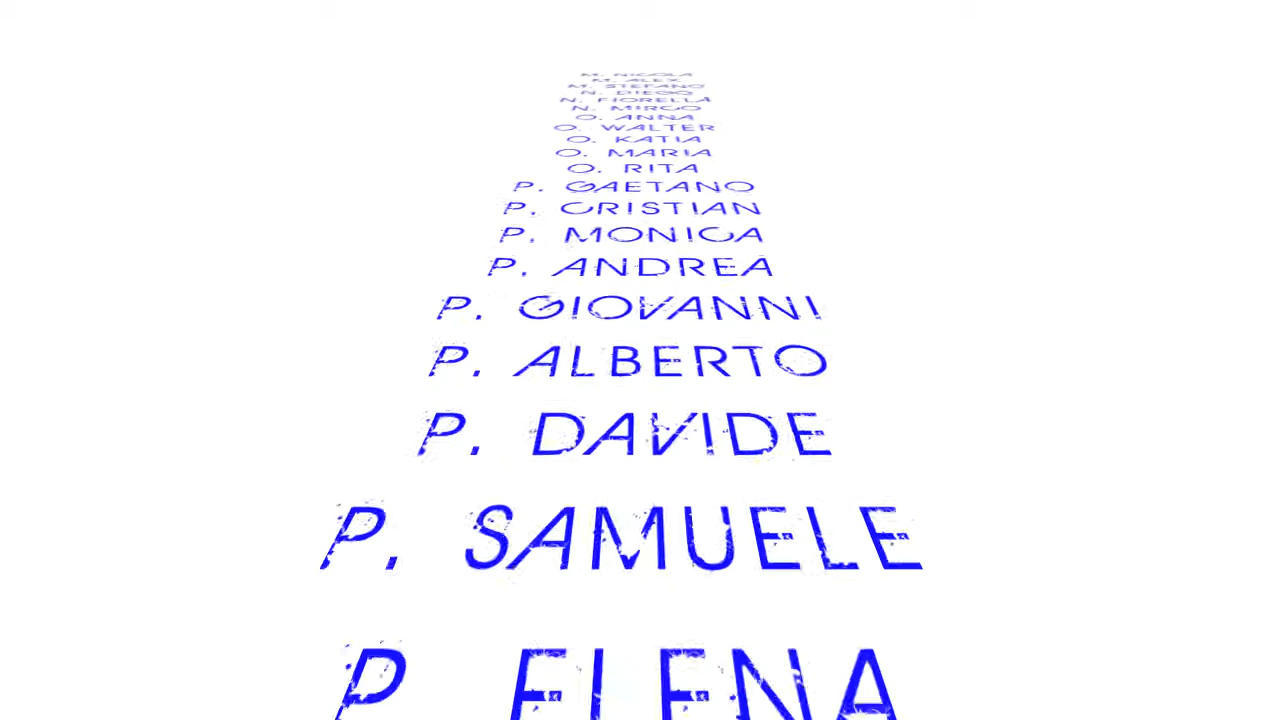 M. NICOLA
M. ALEX
M. STEFANO
N. DIEGO
N. FIORELLA
N. MIRCO
O. ANNA
O. WALTER
O. KATIA
O. MARIA
O. RITA
P. GAETANO
P. CRISTIAN
P. MONICA
P. ANDREA
P. GIOVANNI
P. ALBERTO
P. DAVIDE
P. SAMUELE
P ELENA